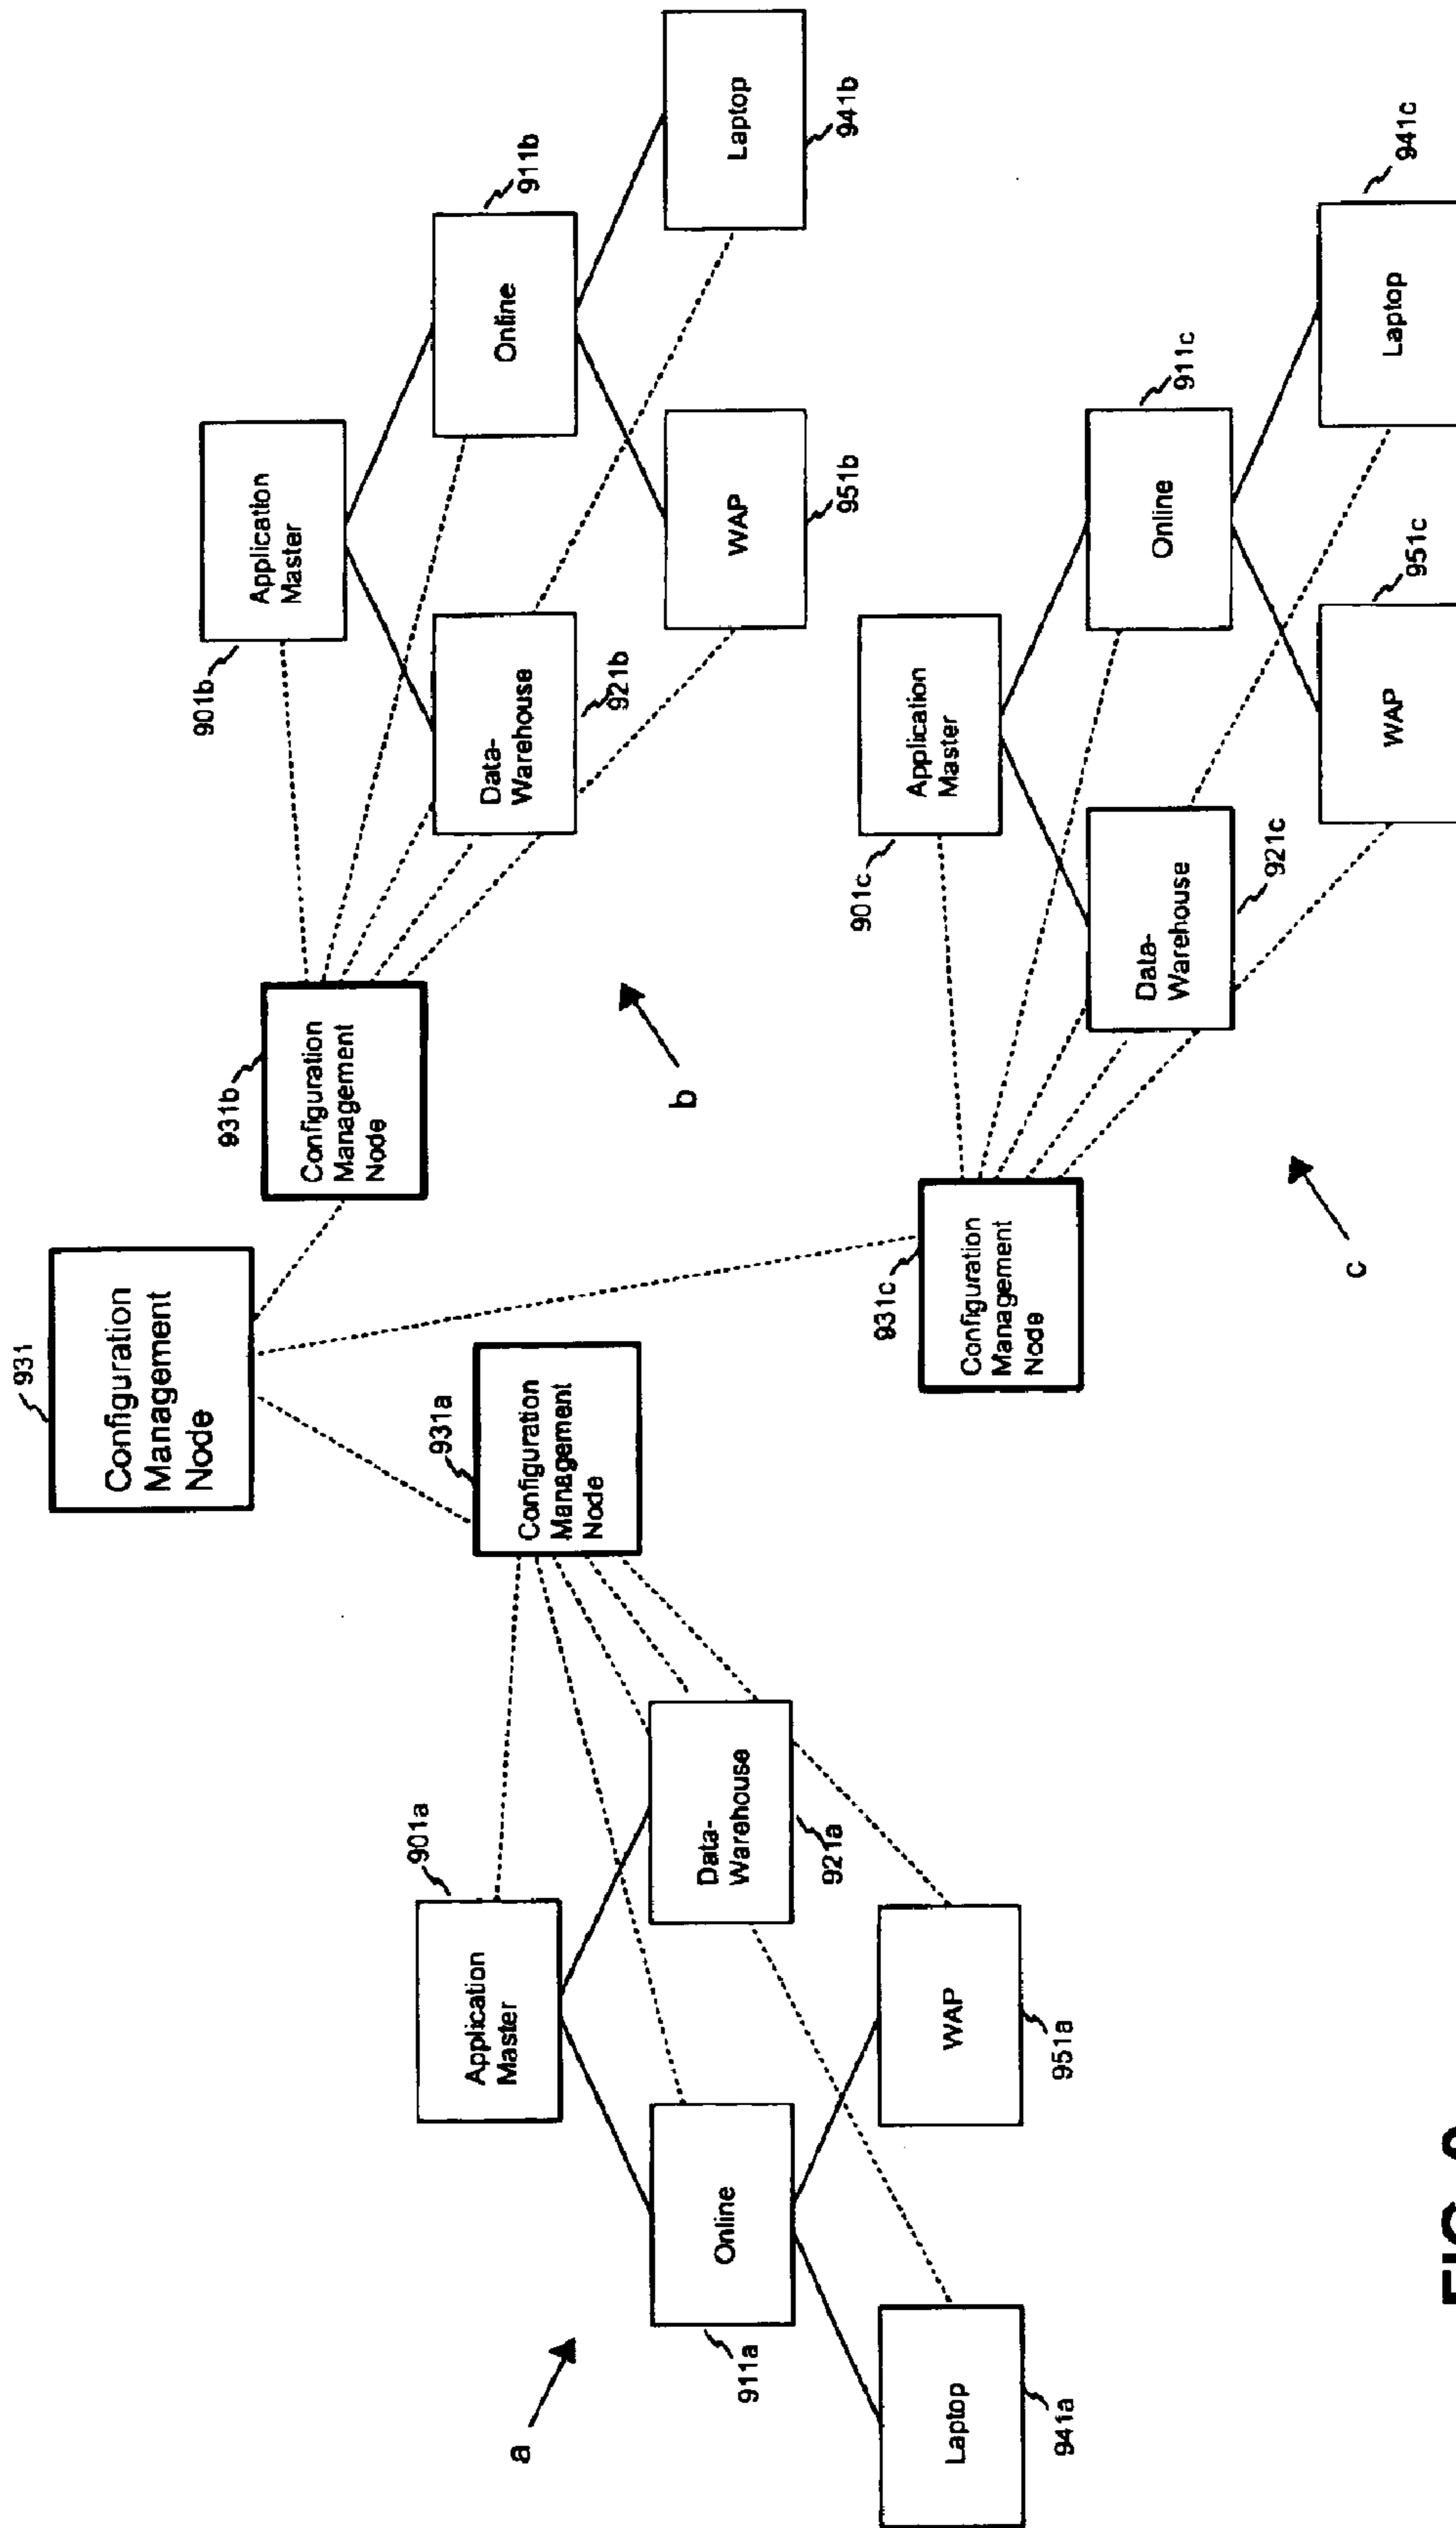 931
Configuration
Management
Node
931b
Configuration
Management
Node
901b
Application
Master
911b
Online
Data-
Warehouse
921b
WAP
951b
Laptop
941b
b
931a
Configuration
Management
Node
901a
Application
Master
a
Online
911a
Data-
Warehouse
921a
Laptop
941a
WAP
951a
931c
Configuration
Management
Node
901c
Application
Master
911c
Online
Data-
Warehouse
921c
951c
WAP
941c
Laptop
c
FIG.